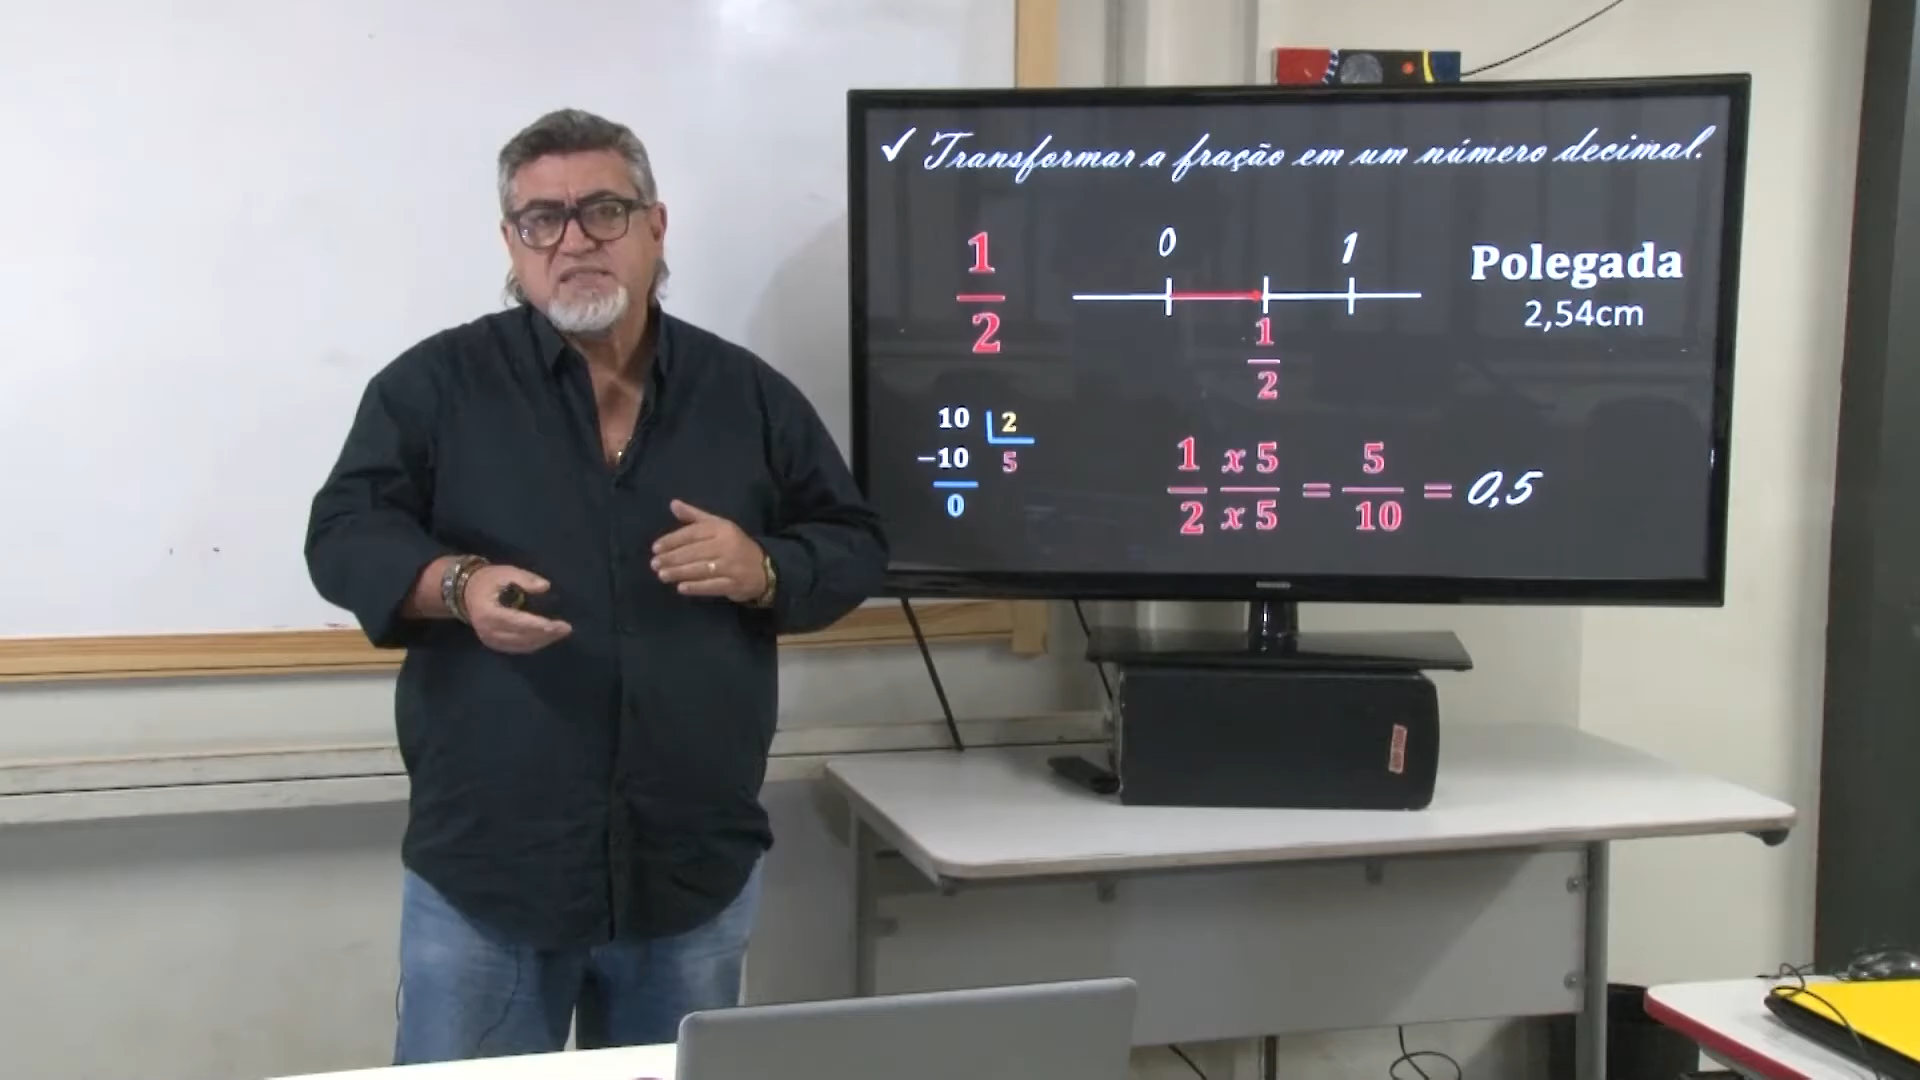 ✓ Transformar a fração em um número decimal.
1
2
0 1
1
2
Polegada
2,54cm
10 2
−10 5
0
1 x 5 5
— — = — = 0,5
2 x 5 10